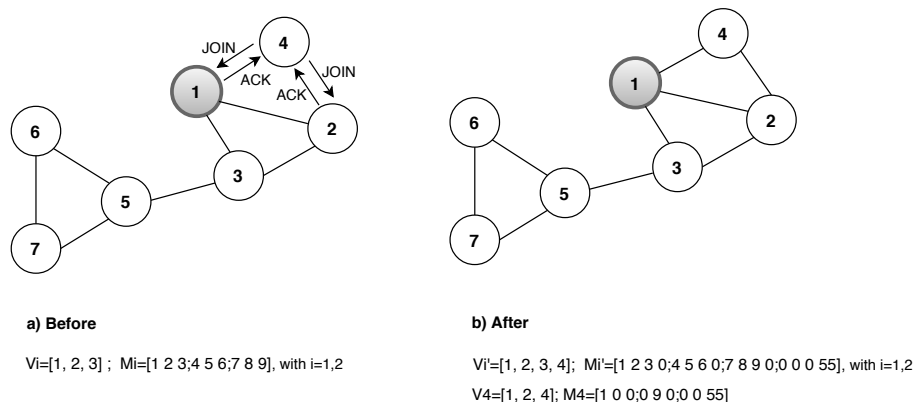 4
JOIN
JOIN
ACK
ACK
1
2
6
3
5
7
4
1
2
6
3
5
7
a) Before
Vi=[1, 2, 3] ; Mi=[1 2 3;4 5 6;7 8 9], with i=1,2
b) After
Vi'=[1, 2, 3, 4]; Mi'=[1 2 3 0;4 5 6 0;7 8 9 0;0 0 0 55], with i=1,2
V4=[1, 2, 4]; M4=[1 0 0;0 9 0;0 0 55]